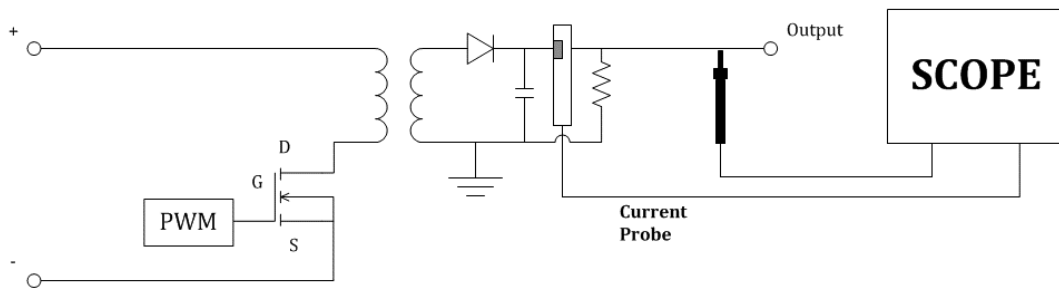 +
Output
SCOPE
D
G
PWM
S
Current
Probe
-